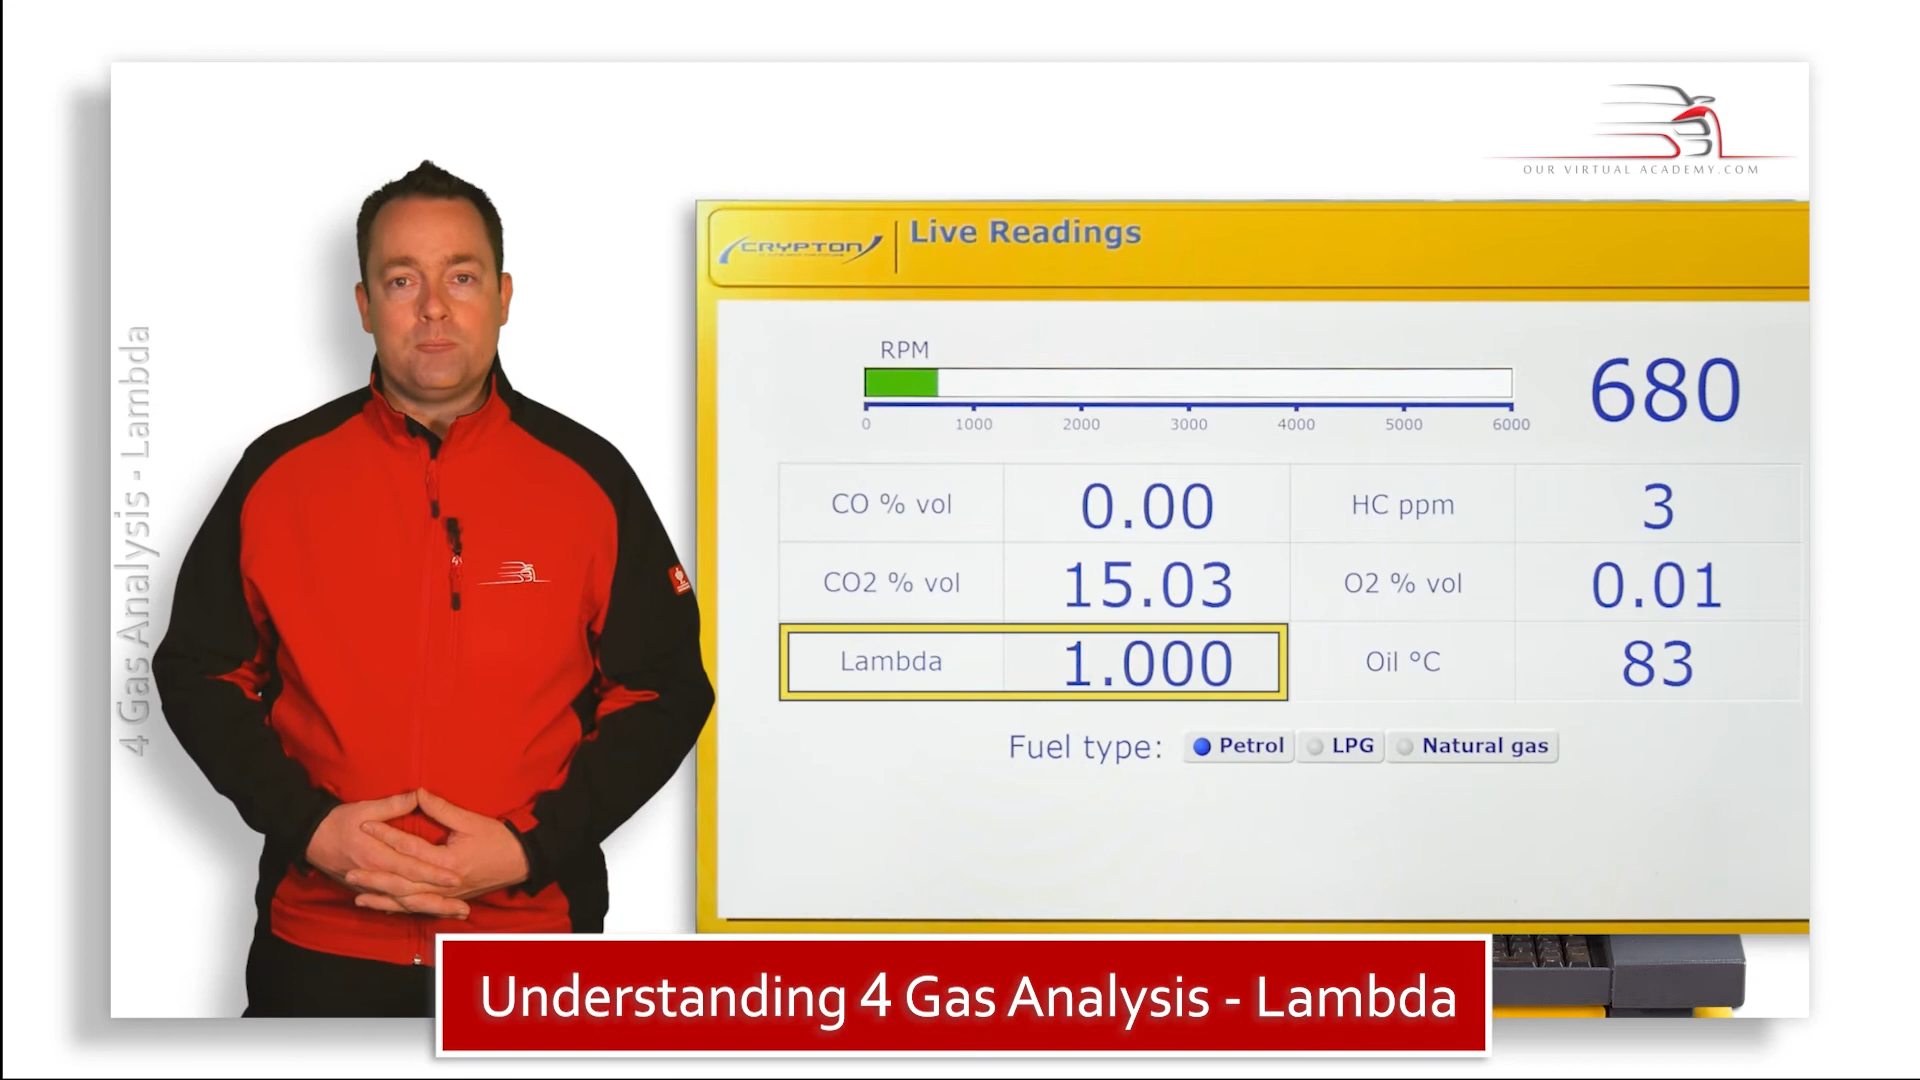 OUR VIRTUAL ACADEMY.COM
4 Gas Analysis - Lambda
CRYPTON
Live Readings
RPM
680
0 1000 2000 3000 4000 5000 6000
CO % vol 0.00 HC ppm 3
CO2 % vol 15.03 O2 % vol 0.01
Lambda 1.000 Oil °C 83
Fuel type: Petrol LPG Natural gas
Understanding 4 Gas Analysis - Lambda